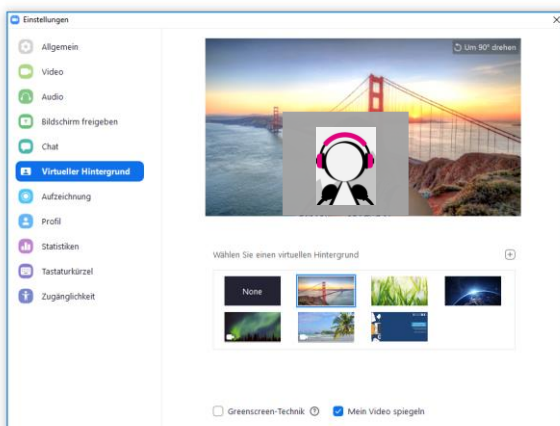 Einstellungen
Allgemein
Video
Audio
Bildschirm freigeben
Chat
Virtueller Hintergrund
Aufzeichnung
Profil
Statistiken
Tastaturkürzel
Zugänglichkeit
Um 90° drehen
Wählen Sie einen virtuellen Hintergrund
None
Greenscreen-Technik
Mein Video spiegeln